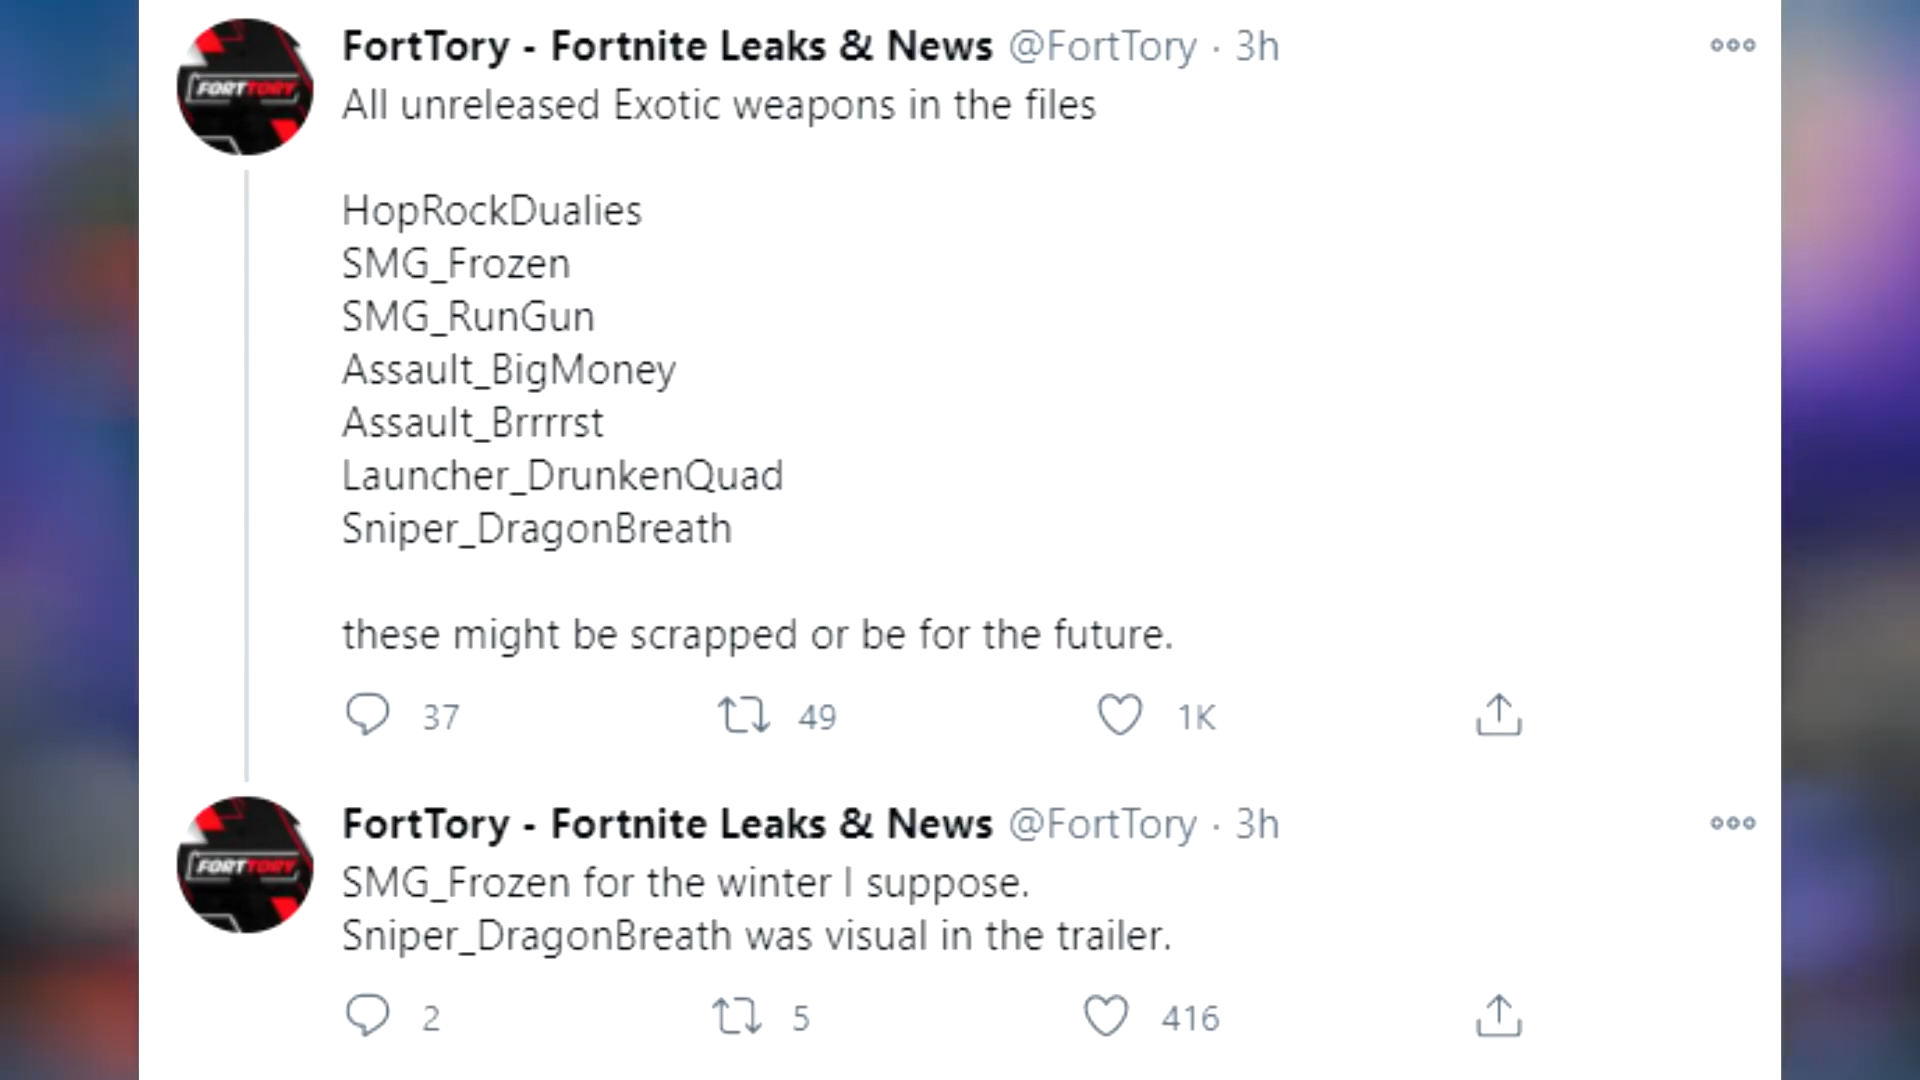 FortTory - Fortnite Leaks & News @FortTory · 3h
FORTTORY
All unreleased Exotic weapons in the files
HopRockDualies
SMG_Frozen
SMG_RunGun
Assault_BigMoney
Assault_Brrrrst
Launcher_DrunkenQuad
Sniper_DragonBreath
these might be scrapped or be for the future.
37 49 1K
FortTory - Fortnite Leaks & News @FortTory · 3h
FORTTORY
SMG_Frozen for the winter I suppose.
Sniper_DragonBreath was visual in the trailer.
2 5 416